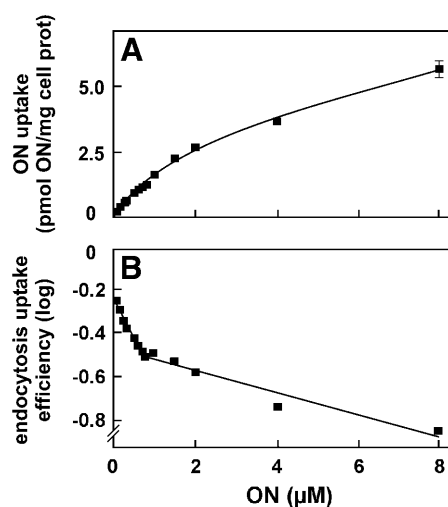 A
ON uptake
(pmol ON/mg cell prot)
5.0
2.5
0
B
endocytosis uptake
efficiency (log)
0
-0.2
-0.4
-0.6
-0.8
0 2 4 6 8
ON (µM)